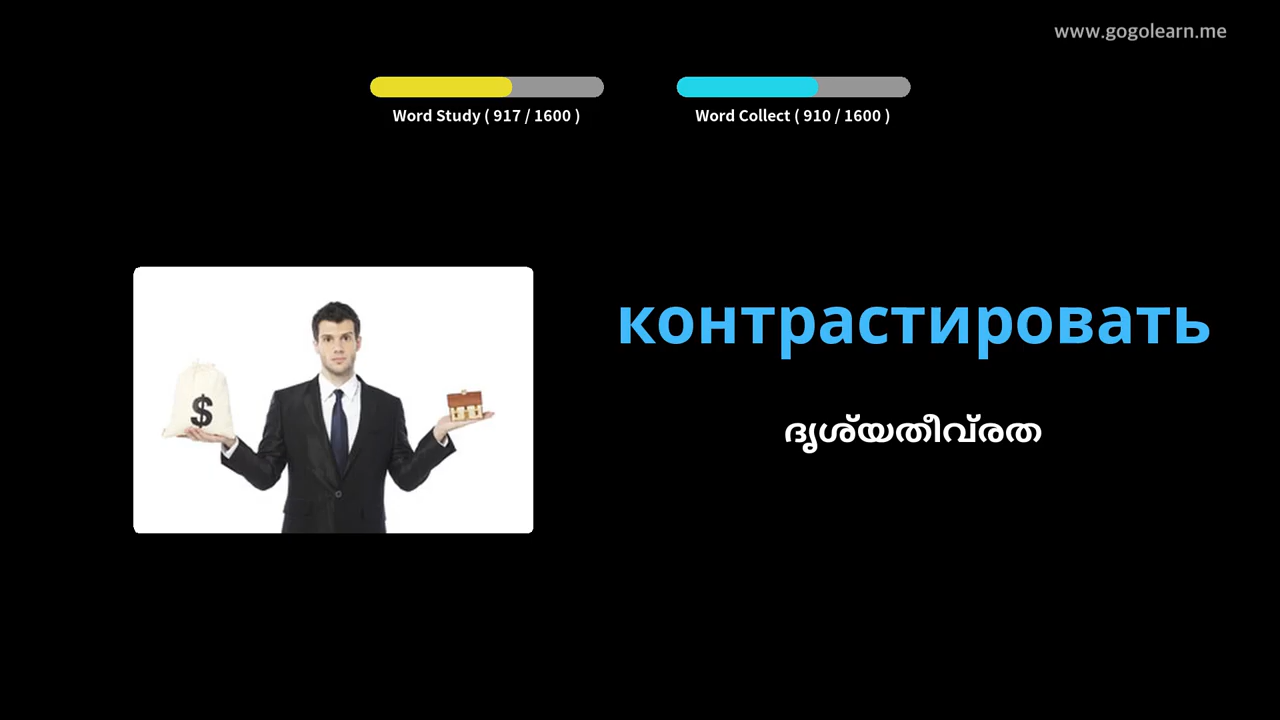 www.gogolearn.me
Word Study ( 917 / 1600 )
Word Collect ( 910 / 1600 )
контрастировать
ദൃശ്യതീവ്രത
$